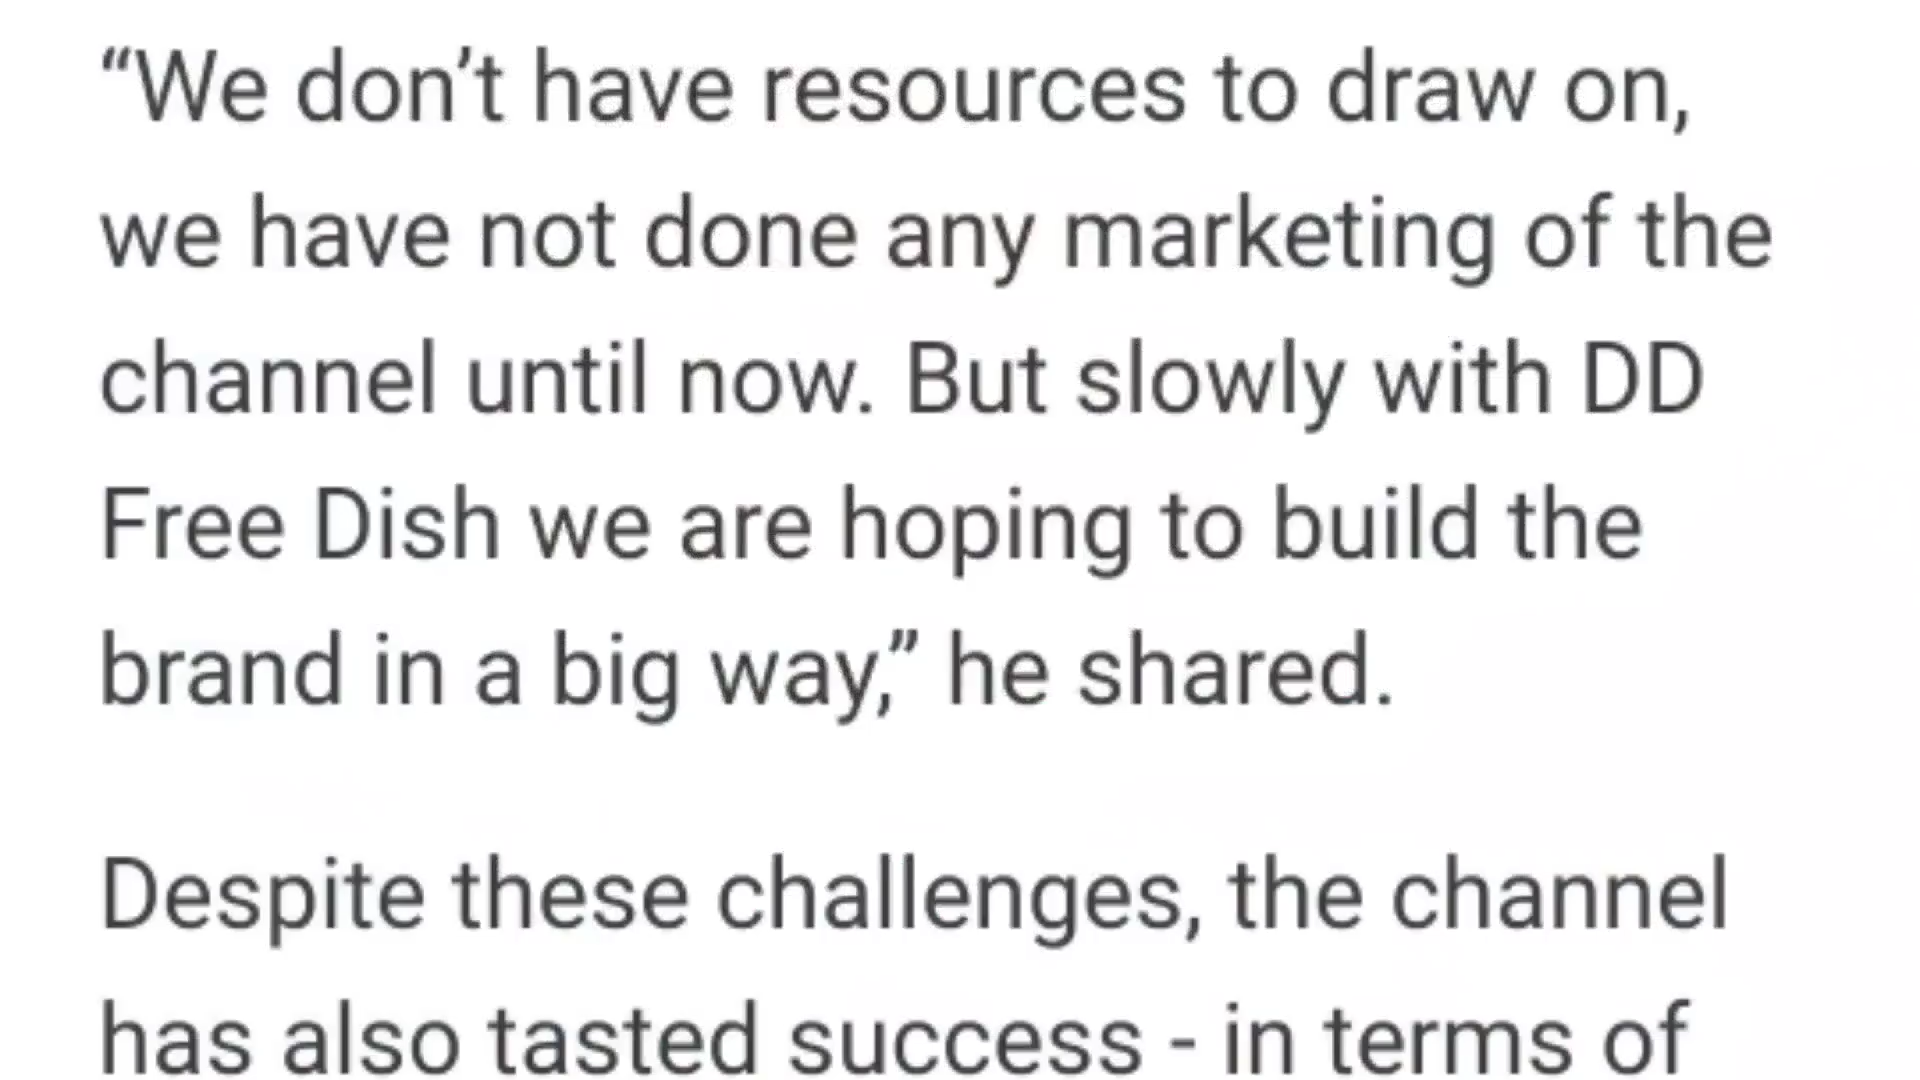 “We don’t have resources to draw on,
we have not done any marketing of the
channel until now. But slowly with DD
Free Dish we are hoping to build the
brand in a big way,” he shared.
Despite these challenges, the channel
has also tasted success - in terms of